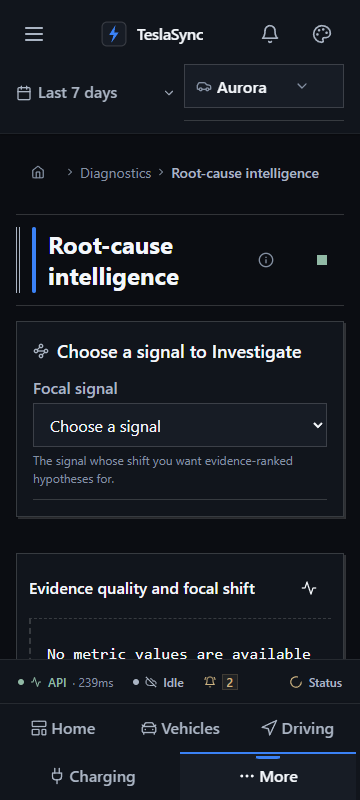 TeslaSync
Last 7 days
Aurora
Diagnostics
Root-cause intelligence
Root-cause
intelligence
Choose a signal to Investigate
Focal signal
Choose a signal
The signal whose shift you want evidence-ranked
hypotheses for.
Evidence quality and focal shift
No metric values are available
API · 239ms
Idle
2
Status
Home
Vehicles
Driving
Charging
More